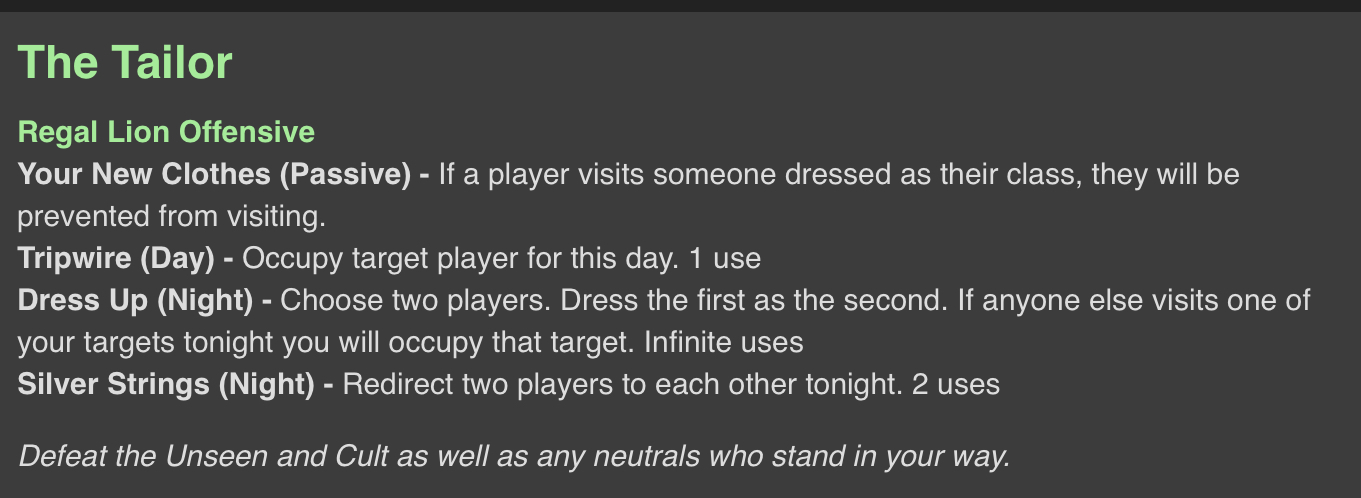 The Tailor
Regal Lion Offensive
Your New Clothes (Passive) - If a player visits someone dressed as their class, they will be
prevented from visiting.
Tripwire (Day) - Occupy target player for this day. 1 use
Dress Up (Night) - Choose two players. Dress the first as the second. If anyone else visits one of
your targets tonight you will occupy that target. Infinite uses
Silver Strings (Night) - Redirect two players to each other tonight. 2 uses
Defeat the Unseen and Cult as well as any neutrals who stand in your way.